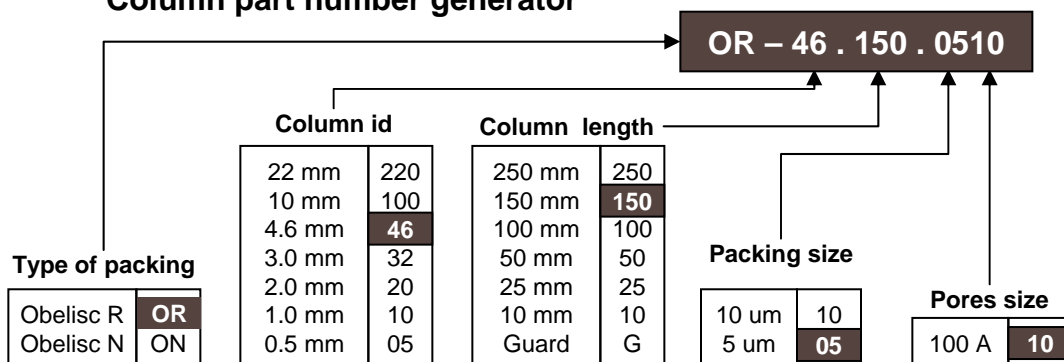 Column part number generator
OR – 46 . 150 . 0510
Column id
22 mm 220
10 mm 100
4.6 mm 46
3.0 mm 32
2.0 mm 20
1.0 mm 10
0.5 mm 05
Column length
250 mm 250
150 mm 150
100 mm 100
50 mm 50
25 mm 25
10 mm 10
Guard G
Type of packing
Obelisc R OR
Obelisc N ON
Packing size
10 um 10
5 um 05
Pores size
100 A 10